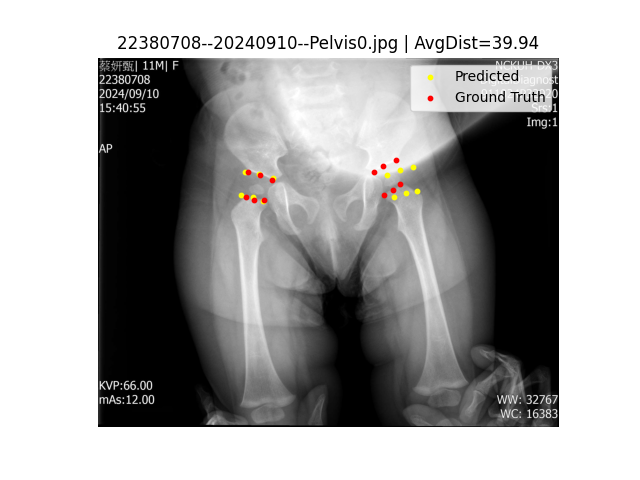 22380708--20240910--Pelvis0.jpg | AvgDist=39.94
蔡妍甄| 11M| F
22380708
2024/09/10
15:40:55
AP
NCKUH-DX3
Predicted
Ground Truth
Srs:1
Img:1
KVP:66.00
mAs:12.00
WW: 32767
WC: 16383